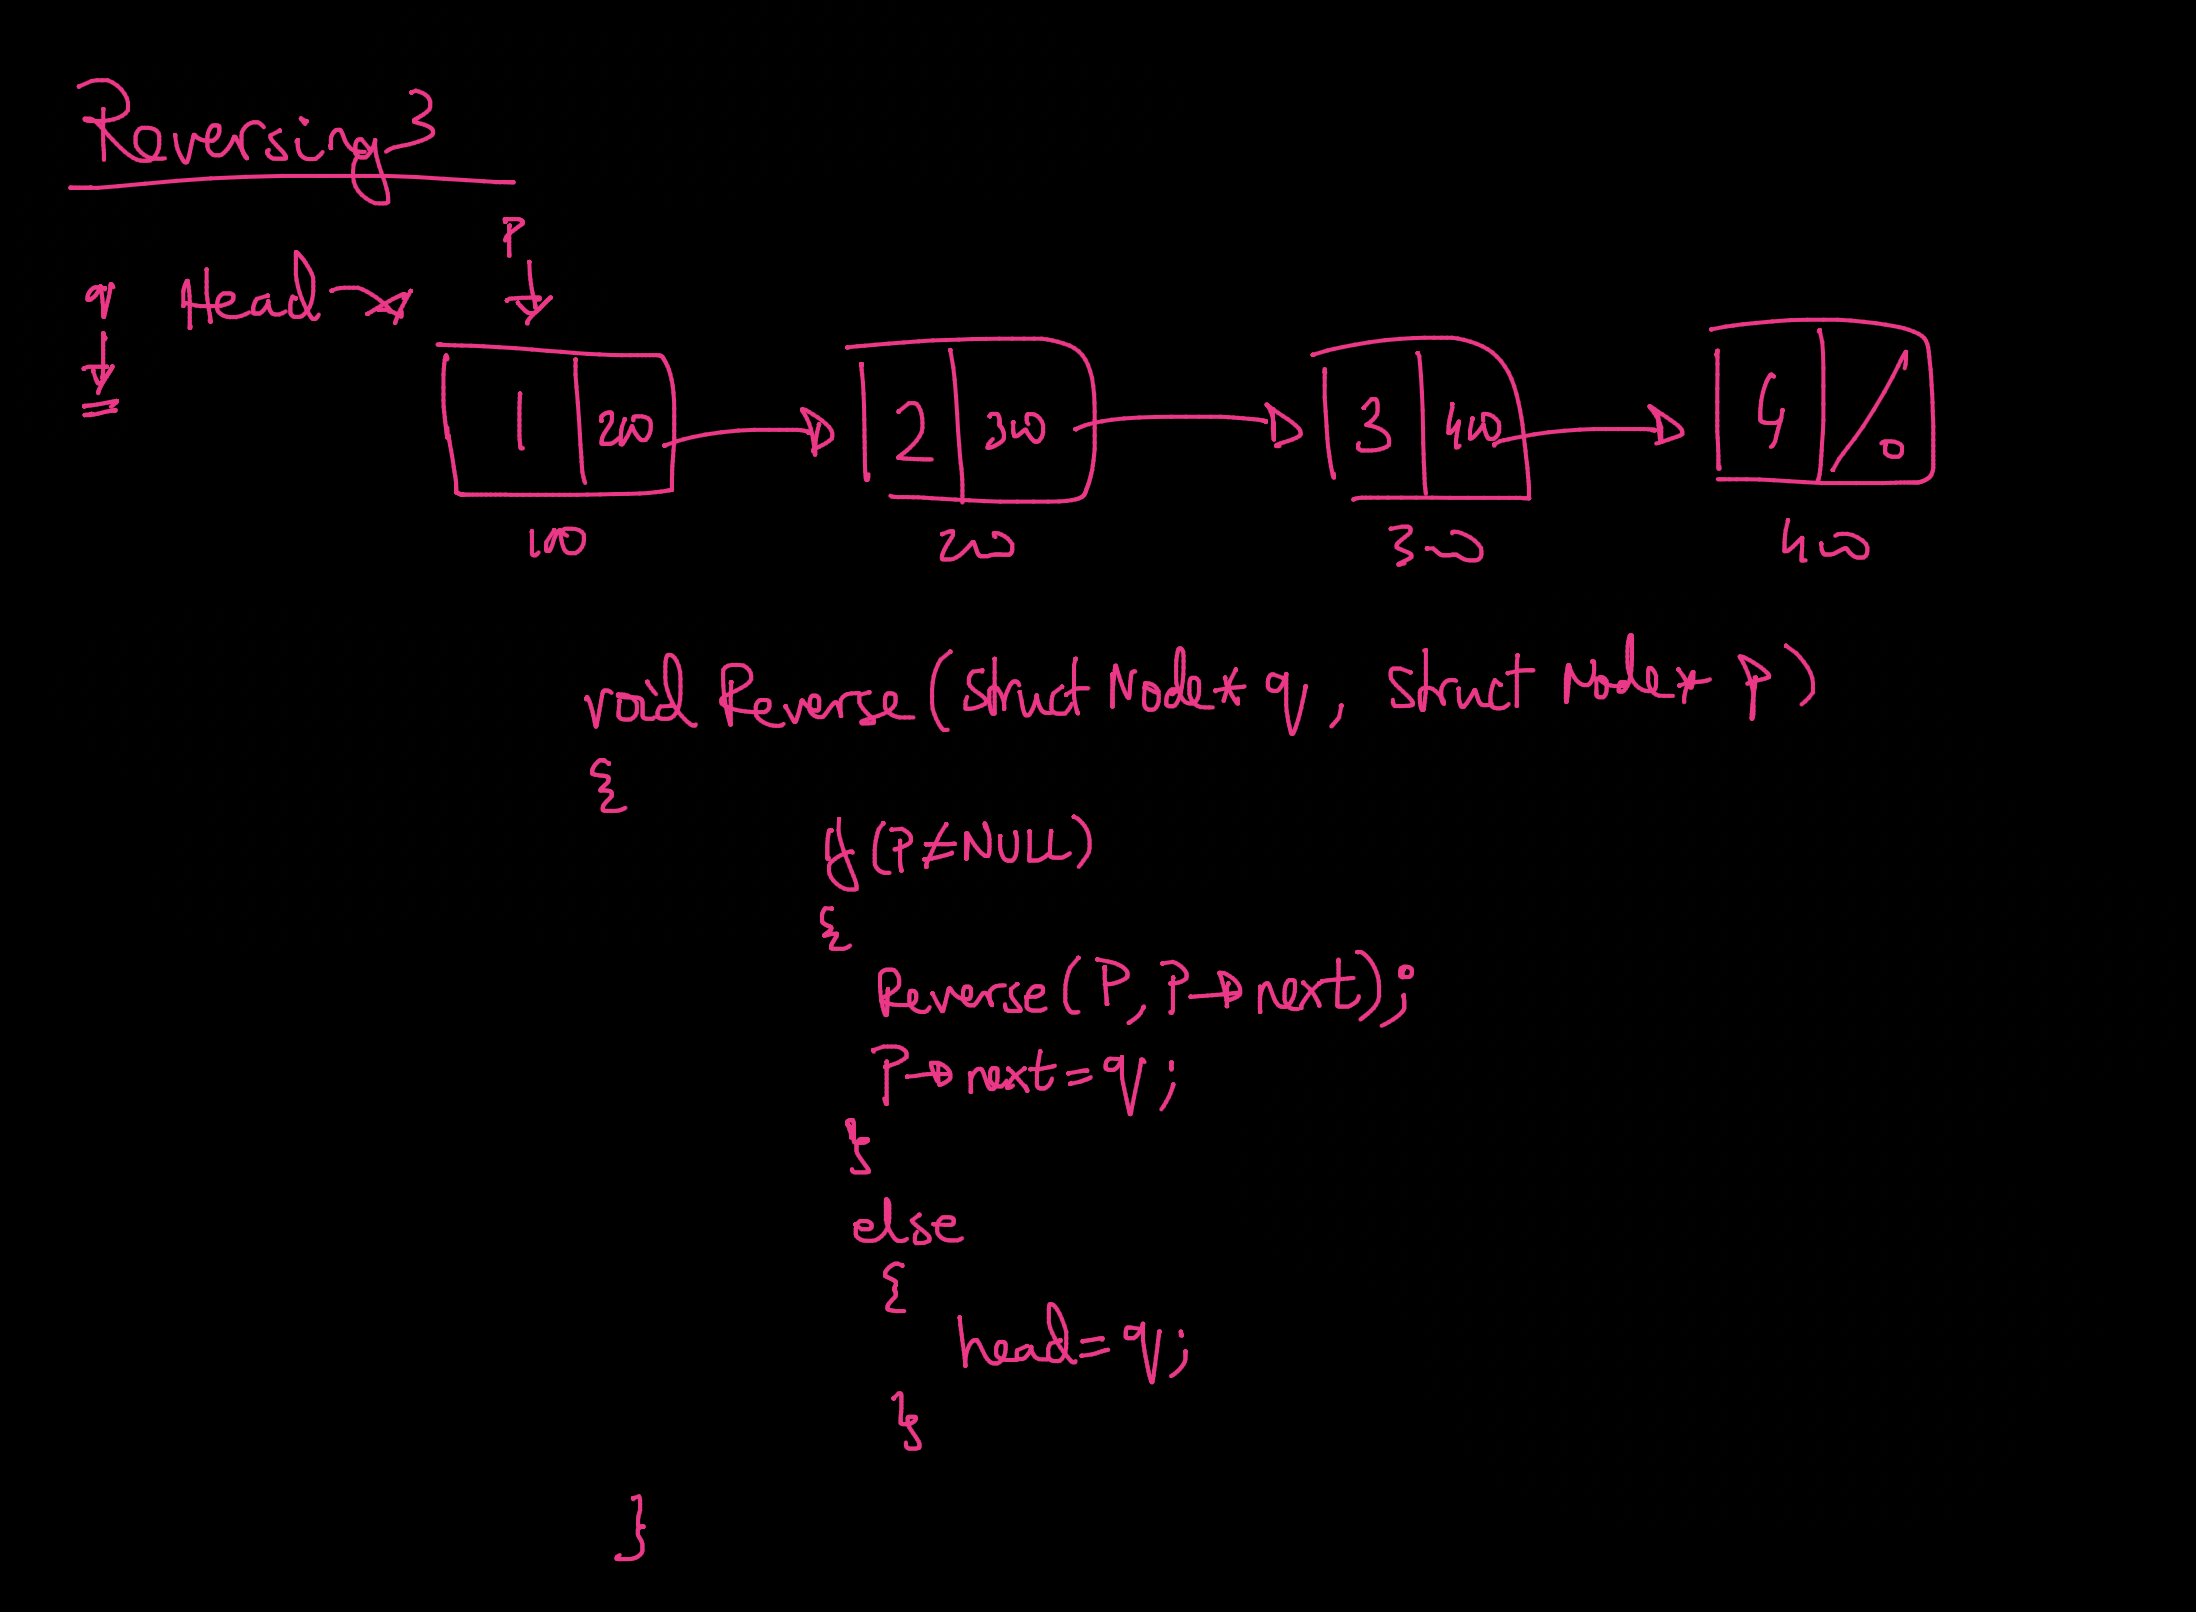 Reversing 3
P
q Head →
1 200 → 2 300 → 3 400 → 4 0
100 200 300 400
void Reverse (struct Node* q, struct Node* P)
{
if (P≠NULL)
{
Reverse(P, P→next);
P→next=q;
}
else
{
head=q;
}
}